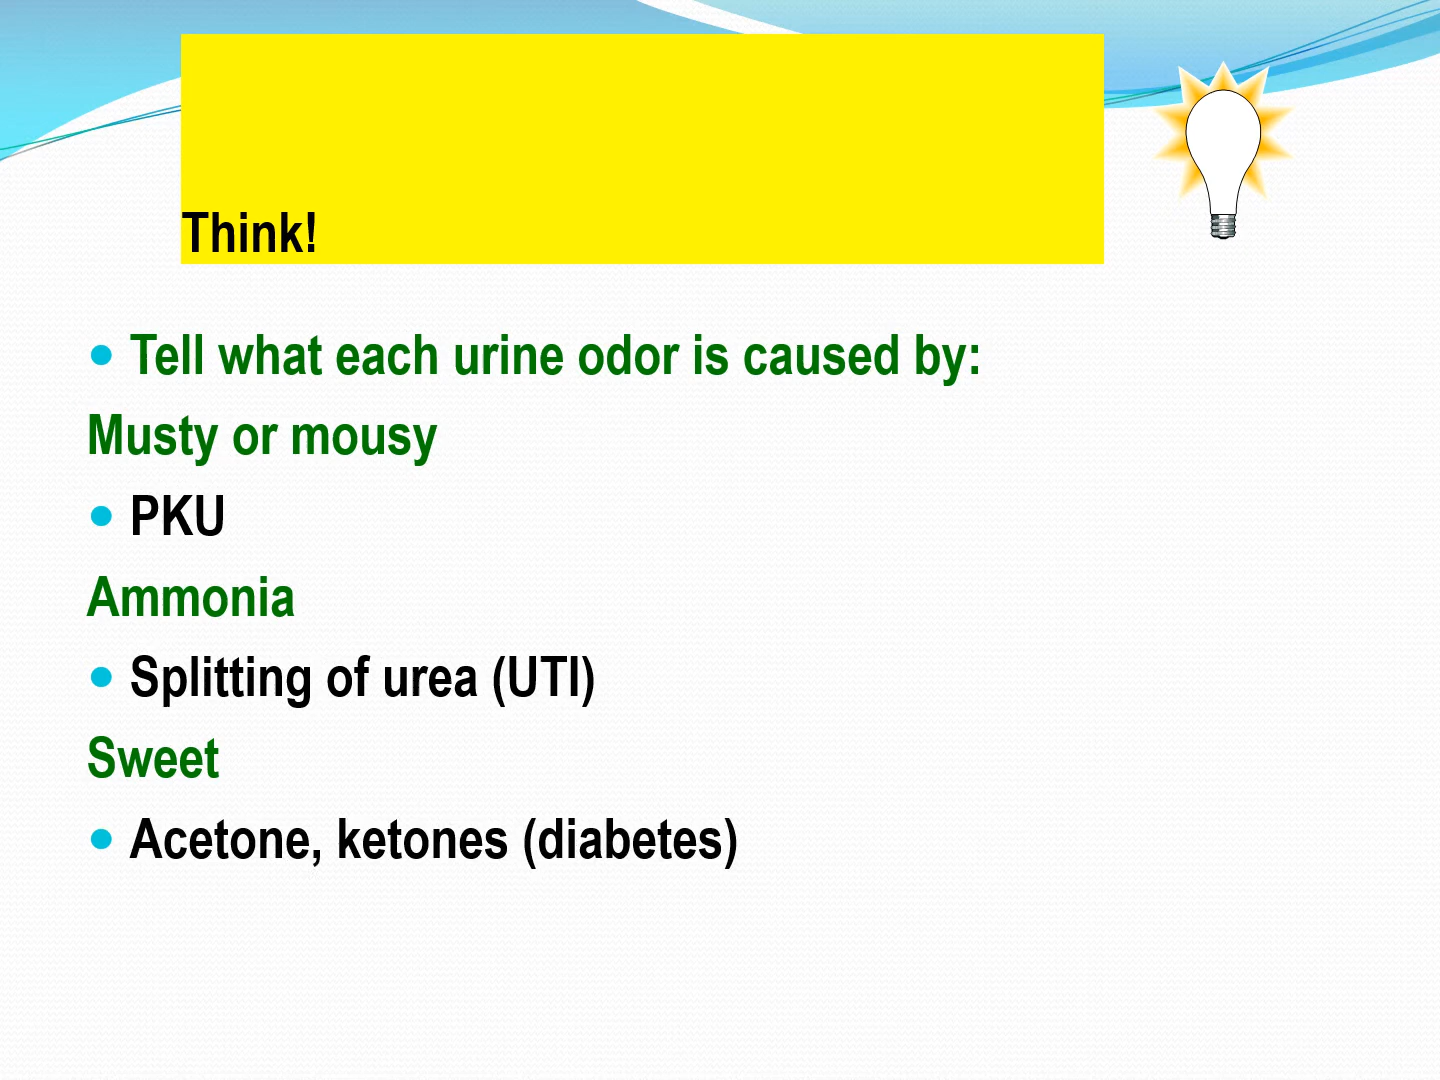 Think!
Tell what each urine odor is caused by:
Musty or mousy
PKU
Ammonia
Splitting of urea (UTI)
Sweet
Acetone, ketones (diabetes)